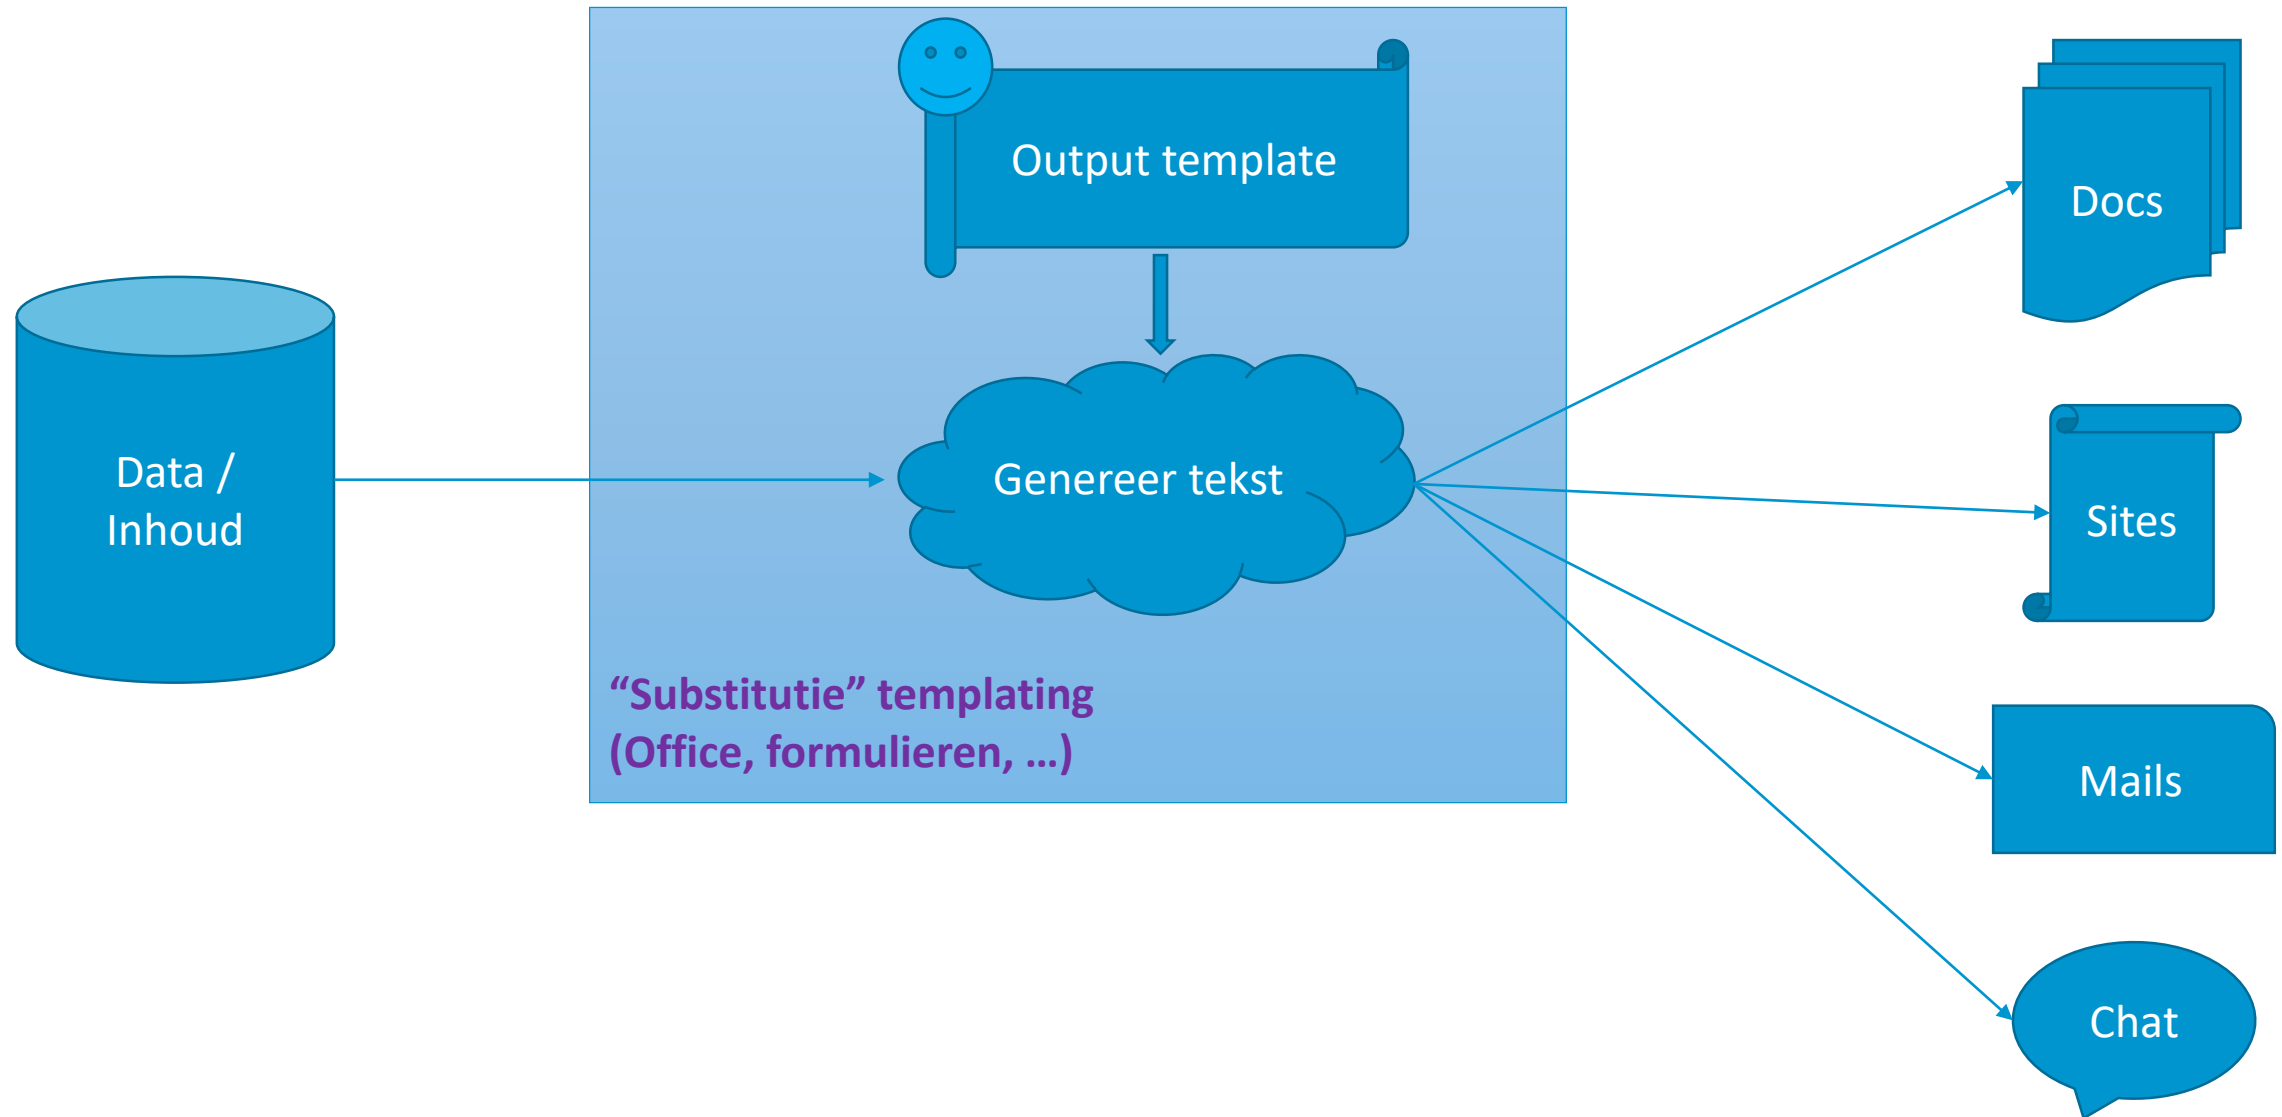 Output template
Docs
Data /
Inhoud
Genereer tekst
Sites
“Substitutie” templating
(Office, formulieren, …)
Mails
Chat